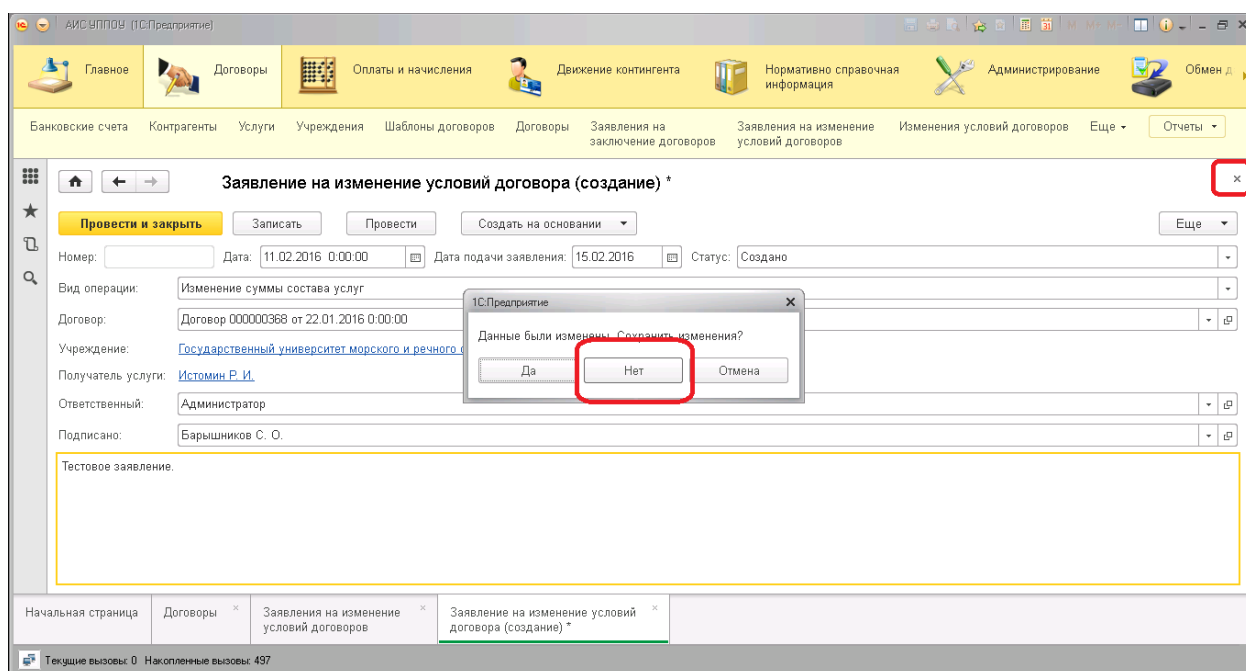 АИС УППОУ (1С:Предприятие)
31 M M+ M-
Главное Договоры Оплаты и начисления Движение контингента Нормативно справочная Администрирование Обмен д
информация
Банковские счета Контрагенты Услуги Учреждения Шаблоны договоров Договоры Заявления на Заявления на изменение Изменения условий договоров Еще Отчеты
заключение договоров условий договоров
Заявление на изменение условий договора (создание) *
Провести и закрыть Записать Провести Создать на основании Еще
Номер: Дата: 11.02.2016 0:00:00 Дата подачи заявления: 15.02.2016 Статус: Создано
Вид операции: Изменение суммы состава услуг
1С:Предприятие
Договор: Договор 000000368 от 22.01.2016 0:00:00
Данные были изменены. Сохранить изменения?
Учреждение: Государственный университет морского и речного
Да Нет Отмена
Получатель услуги: Истомин Р. И.
Ответственный: Администратор
Подписано: Барышников С. О.
Тестовое заявление.
Начальная страница Договоры Заявления на изменение Заявление на изменение условий
условий договоров договора (создание) *
Текущие вызовы: 0 Накопленные вызовы: 497